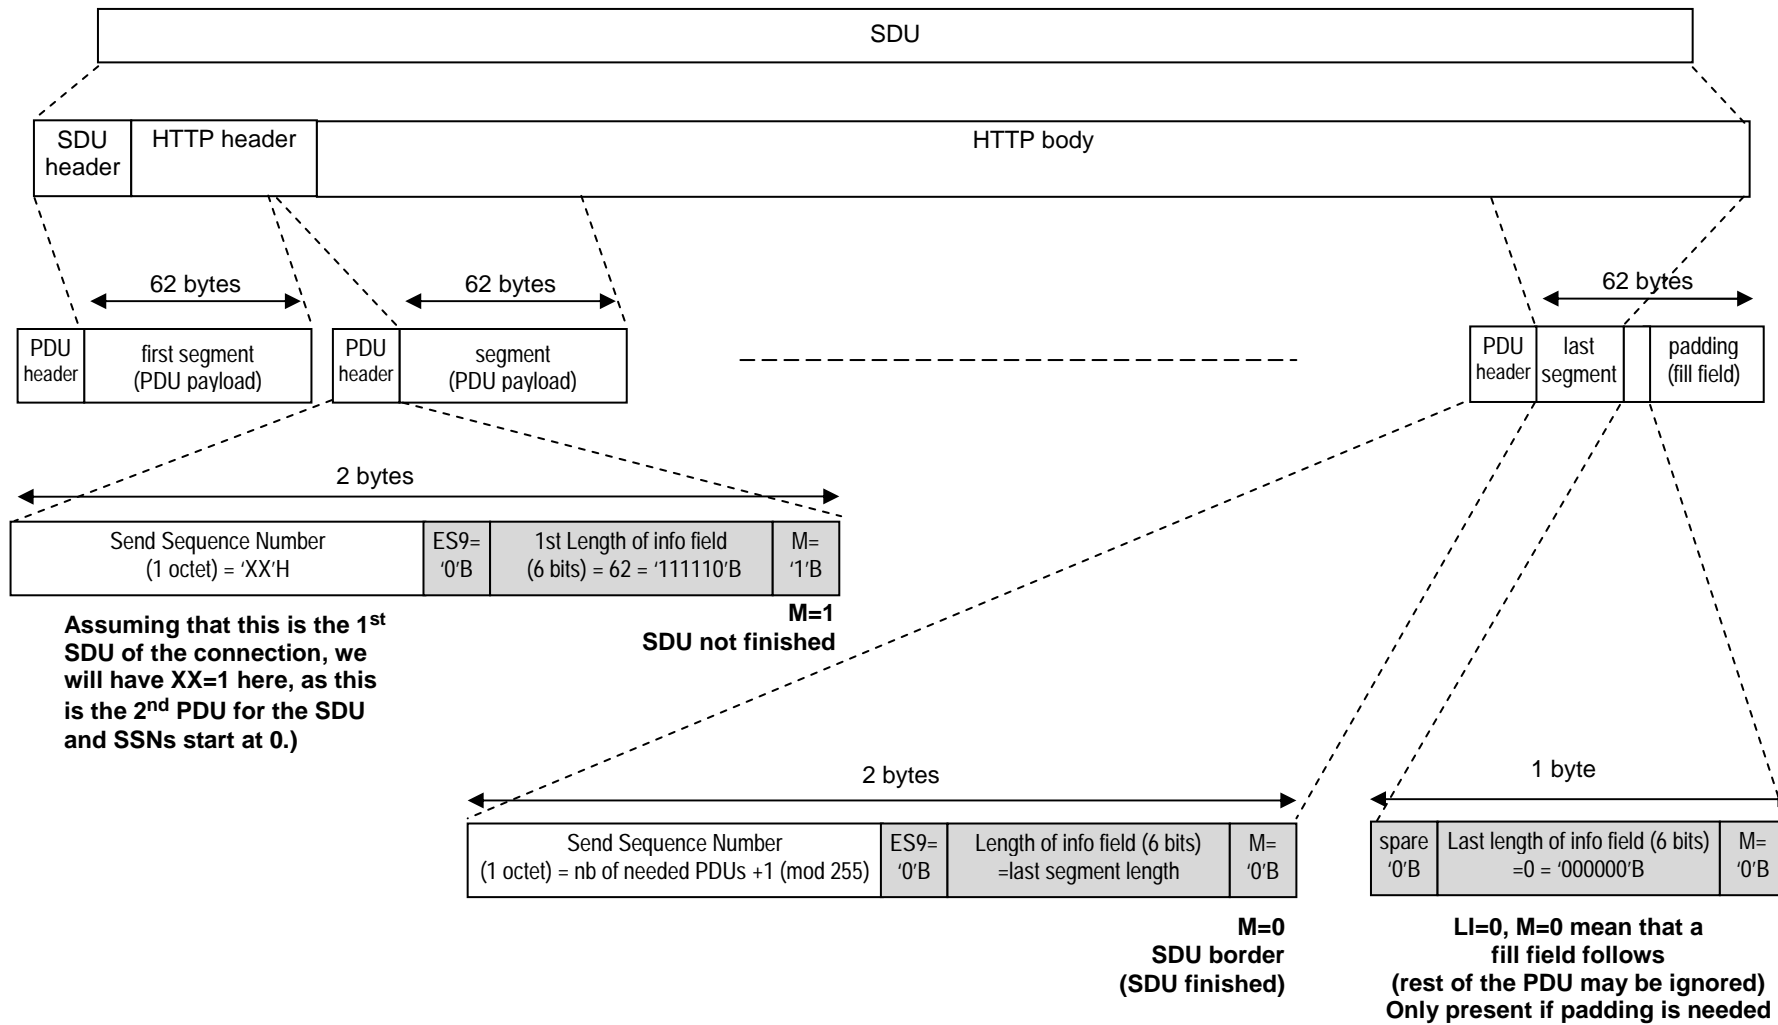 SDU
SDU
header
HTTP header
HTTP body
62 bytes
62 bytes
62 bytes
PDU
header
first segment
(PDU payload)
PDU
header
segment
(PDU payload)
PDU
header
last
segment
padding
(fill field)
2 bytes
Send Sequence Number
(1 octet) = ‘XX’H
ES9=
‘0’B
1st Length of info field
(6 bits) = 62 = ‘111110’B
M=
‘1’B
M=1
SDU not finished
Assuming that this is the 1st
SDU of the connection, we
will have XX=1 here, as this
is the 2nd PDU for the SDU
and SSNs start at 0.)
2 bytes
Send Sequence Number
(1 octet) = nb of needed PDUs +1 (mod 255)
ES9=
‘0’B
Length of info field (6 bits)
=last segment length
M=
‘0’B
M=0
SDU border
(SDU finished)
1 byte
spare
‘0’B
Last length of info field (6 bits)
=0 = ‘000000’B
M=
‘0’B
LI=0, M=0 mean that a
fill field follows
(rest of the PDU may be ignored)
Only present if padding is needed